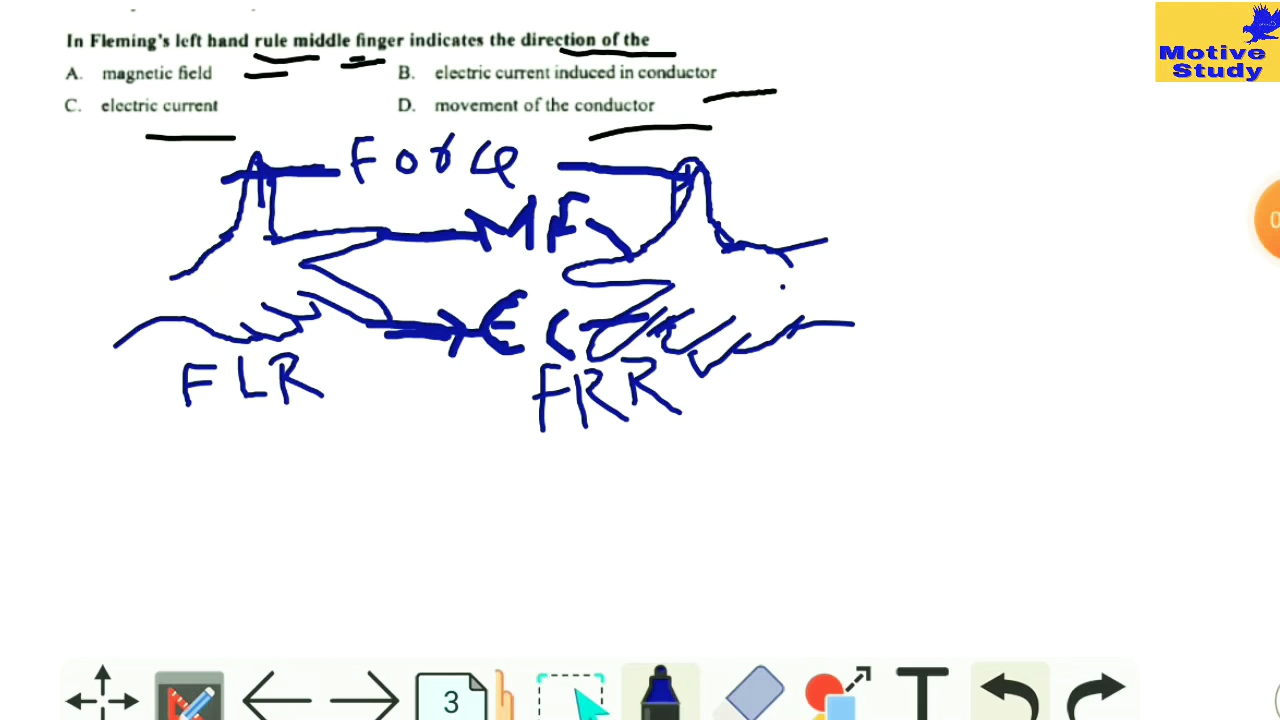 In Fleming's left hand rule middle finger indicates the direction of the
A. magnetic field B. electric current induced in conductor
C. electric current D. movement of the conductor
Motive
Study
Force
MF
EC
FLR FRR
3
T
0